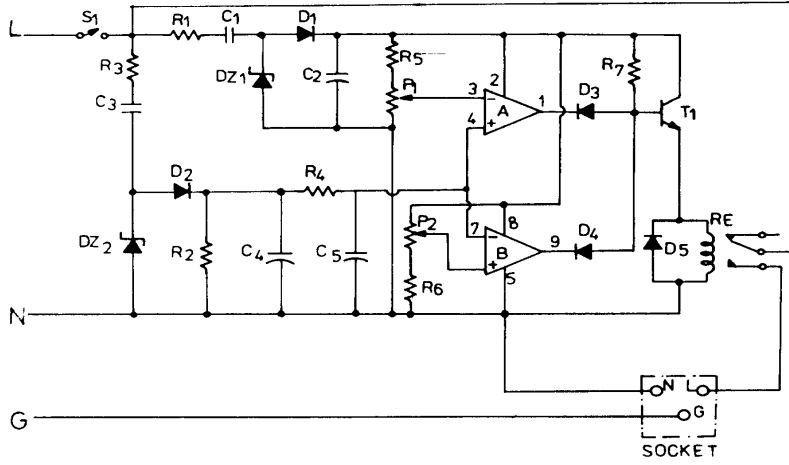 L
S1
R1
C1
D1
R3
DZ1
C2
R5
P1
2
3
−
A
1
4
+
D3
R7
T1
C3
D2
R4
DZ2
R2
C4
C5
P2
R6
7
−
8
B
9
+
5
D4
D5
RE
N
G
N
L
G
SOCKET